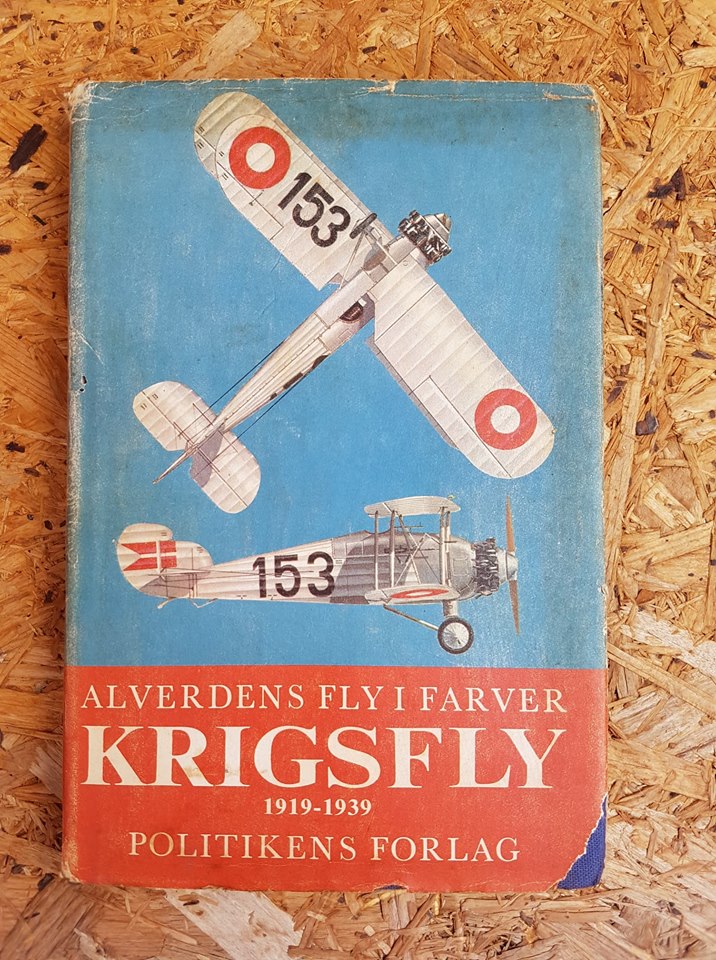 153
153
ALVERDENS FLY I FARVER
KRIGSFLY
1919-1939
POLITIKENS FORLAG